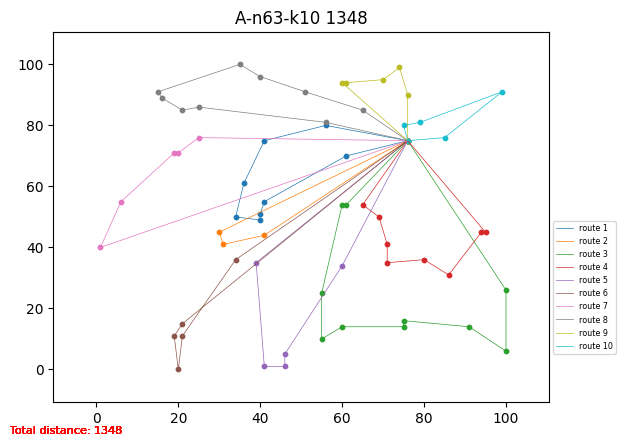 A-n63-k10 1348
100
80
60
40
20
0
0 20 40 60 80 100
route 1
route 2
route 3
route 4
route 5
route 6
route 7
route 8
route 9
route 10
Total distance: 1348